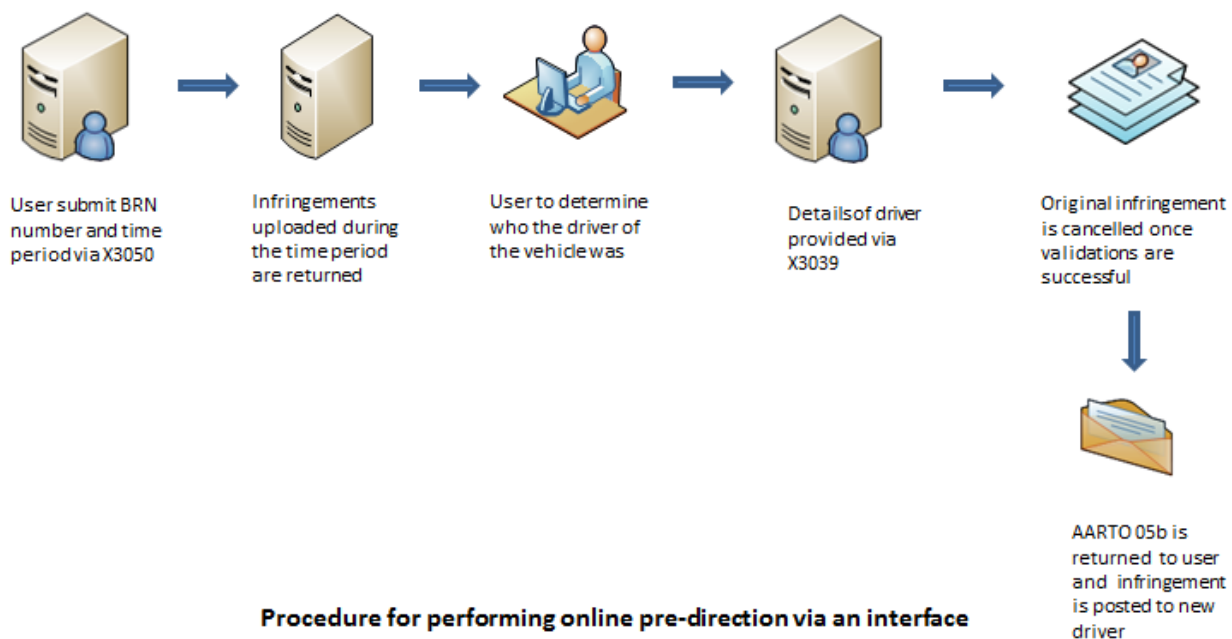 User submit BRN
number and time
period via X3050
Infringements
uploaded during
the time period
are returned
User to determine
who the driver of
the vehicle was
Details of driver
provided via
X3039
Original infringement
is cancelled once
validations are
successful
AARTO 05b is
returned to user
and infringement
is posted to new
driver
Procedure for performing online pre-direction via an interface